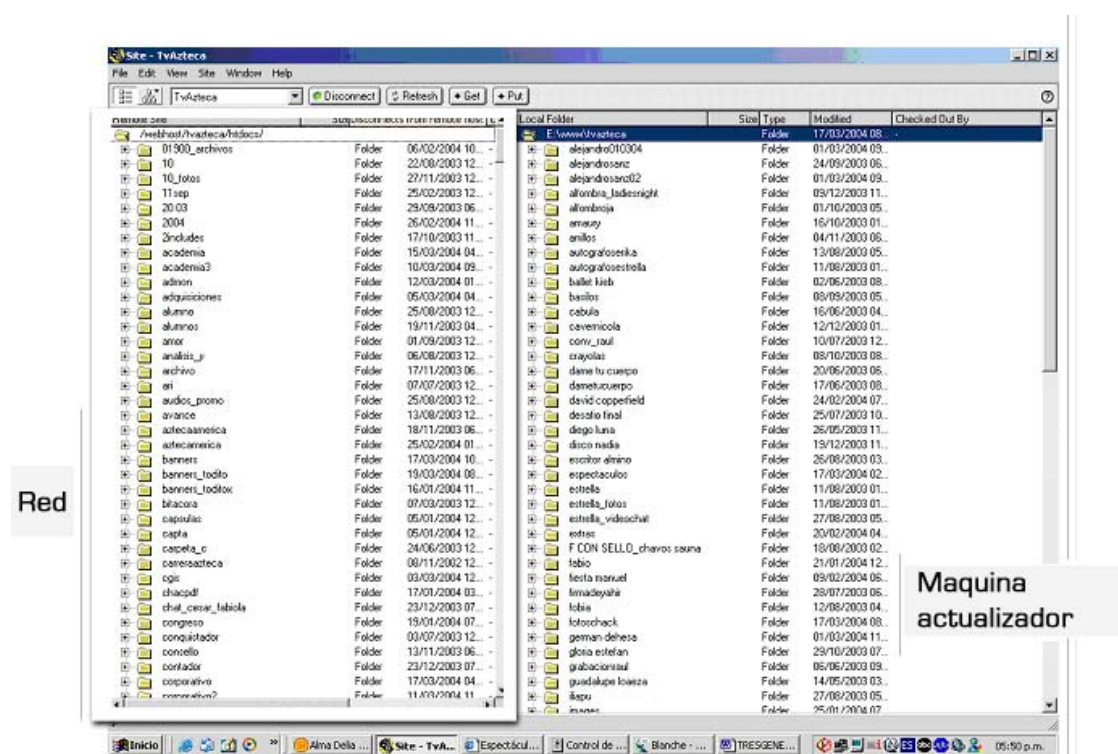 Site - TvAzteca
File Edit View Site Window Help
TvAzteca Disconnect Refresh Get Put
/webhost/tvazteca/htdocs/
01900_archivos Folder 06/02/2004 10...
10 Folder 22/08/2003 12...
10_fotos Folder 27/11/2003 12...
11sep Folder 25/02/2003 12...
20 03 Folder 29/09/2003 06...
2004 Folder 26/02/2004 11...
2includes Folder 17/10/2003 11...
academia Folder 15/03/2004 04...
academia3 Folder 10/03/2004 09...
admon Folder 12/03/2004 01...
adquisiciones Folder 05/03/2004 04...
alumno Folder 25/08/2003 12...
alumnos Folder 19/11/2003 04...
amor Folder 01/09/2003 12...
analisis_p Folder 06/08/2003 12...
archivo Folder 17/11/2003 06...
ari Folder 07/07/2003 12...
audios_promo Folder 25/08/2003 12...
avance Folder 13/08/2003 12...
aztecaamerica Folder 18/11/2003 06...
aztecamerica Folder 25/02/2004 01...
banners Folder 17/03/2004 10...
banners_todito Folder 19/03/2004 08...
banners_toditox Folder 16/01/2004 11...
bitacora Folder 07/03/2003 12...
capsulas Folder 05/01/2004 12...
capta Folder 05/01/2004 12...
carpeta_c Folder 24/06/2003 12...
carreraazteca Folder 08/11/2002 12...
cgis Folder 03/03/2004 12...
chacpdf Folder 17/01/2004 03...
chat_cesar_fabiola Folder 23/12/2003 07...
congreso Folder 19/01/2004 07...
conquistador Folder 03/07/2003 12...
concello Folder 13/11/2003 06...
contador Folder 23/12/2003 07...
corporativo Folder 17/03/2004 04...
corporativo2 Folder 11/03/2004 11
Local Folder Size Type Modified Checked Out By
E:\www\tvazteca Folder 17/03/2004 08... -
alejandro010304 Folder 01/03/2004 09...
alejandrosanz Folder 24/09/2003 06...
alejandrosanz02 Folder 01/03/2004 09...
alfombra_ladiesnight Folder 09/12/2003 11...
alfombroja Folder 01/10/2003 05...
amaury Folder 16/10/2003 01...
anillos Folder 04/11/2003 06...
autografoserika Folder 13/08/2003 05...
autografosestrella Folder 11/08/2003 01...
ballet kieb Folder 02/06/2003 08...
basilos Folder 08/09/2003 05...
cabula Folder 16/06/2003 04...
cavernicola Folder 12/12/2003 01...
conv_raul Folder 10/07/2003 12...
crayolas Folder 08/10/2003 08...
dame tu cuerpo Folder 20/06/2003 06...
dametucuerpo Folder 17/06/2003 08...
david copperfield Folder 24/02/2004 07...
desafio final Folder 25/07/2003 10...
diego luna Folder 26/05/2003 11...
disco nadia Folder 19/12/2003 11...
escritor almino Folder 26/08/2003 03...
espectaculos Folder 17/03/2004 02...
estrella Folder 11/08/2003 01...
estrella_fotos Folder 11/08/2003 01...
estrella_videochat Folder 27/08/2003 05...
extras Folder 20/02/2004 04...
F CON SELLO_chavos sauna Folder 18/08/2003 02...
fabio Folder 21/01/2004 12...
fiesta manuel Folder 09/02/2004 06...
firmadeyahir Folder 28/07/2003 06...
fobia Folder 12/08/2003 04...
fotoschack Folder 17/03/2004 08...
german dehesa Folder 01/03/2004 11...
gloria estefan Folder 29/10/2003 07...
grabacionraul Folder 06/06/2003 09...
guadalupe loaeza Folder 14/05/2003 03...
iliapu Folder 27/08/2003 05...
images Folder 25/01/2004 07
Red
Maquina
actualizador
Inicio Alma Delia ... Site - TvA... Espectácul... Control de ... Blanche - ... TRESGENE... ES 05:50 p.m.